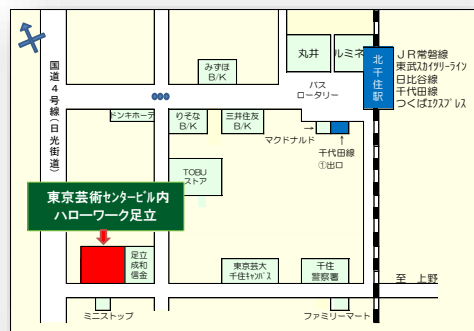 国道４号線（日光街道）
みずほ
B/K
丸井
ルミネ
北千住駅
ＪＲ常磐線
東武スカイツリーライン
日比谷線
千代田線
つくばエクスプレス
バス
ロータリー
ドンキホーテ
りそな
B/K
三井住友
B/K
マクドナルド
→
↑
千代田線
①出口
TOBU
ストア
東京芸術センタービル内
ハローワーク足立
足立
成和
信金
東京芸大
千住キャンパス
千住
警察署
至　上野
ミニストップ
ファミリーマート